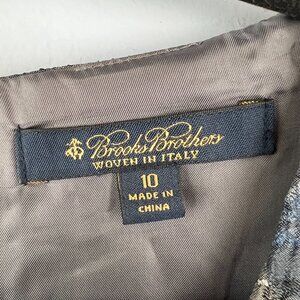 Brooks Brothers
WOVEN IN ITALY
10
MADE IN
CHINA